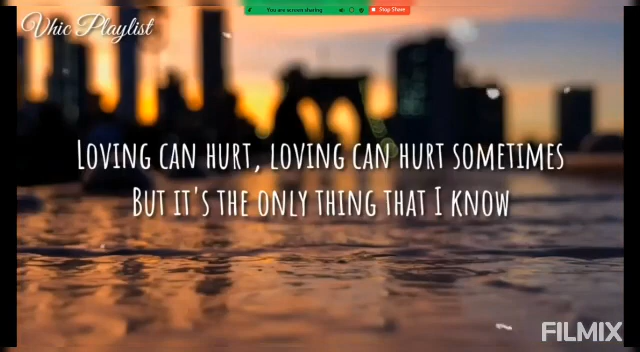 Vhic Playlist
You are screen sharing
Stop Share
LOVING CAN HURT, LOVING CAN HURT SOMETIMES
BUT IT'S THE ONLY THING THAT I KNOW
FILMIX